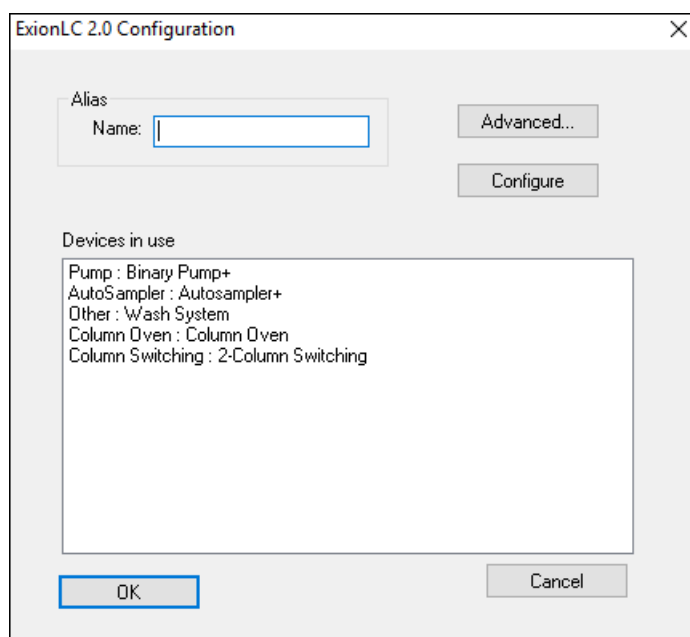 ExionLC 2.0 Configuration
Alias
Name:
Advanced...
Configure
Devices in use
Pump : Binary Pump+
AutoSampler : Autosampler+
Other : Wash System
Column Oven : Column Oven
Column Switching : 2-Column Switching
OK
Cancel